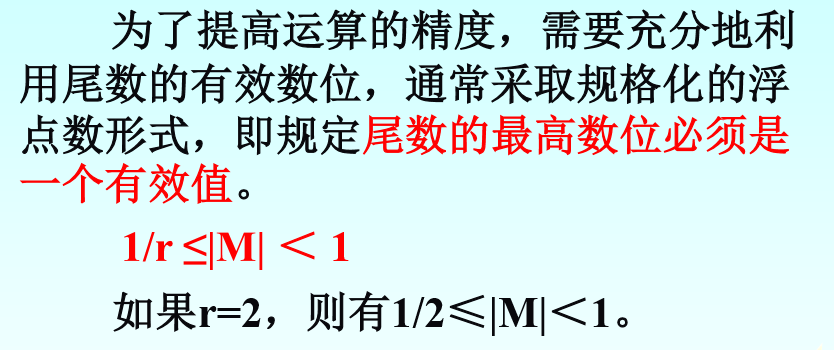 为了提高运算的精度，需要充分地利
用尾数的有效数位，通常采取规格化的浮
点数形式，即规定尾数的最高数位必须是
一个有效值。
1/r ≤|M| ＜ 1
如果r=2，则有1/2≤|M|＜1。